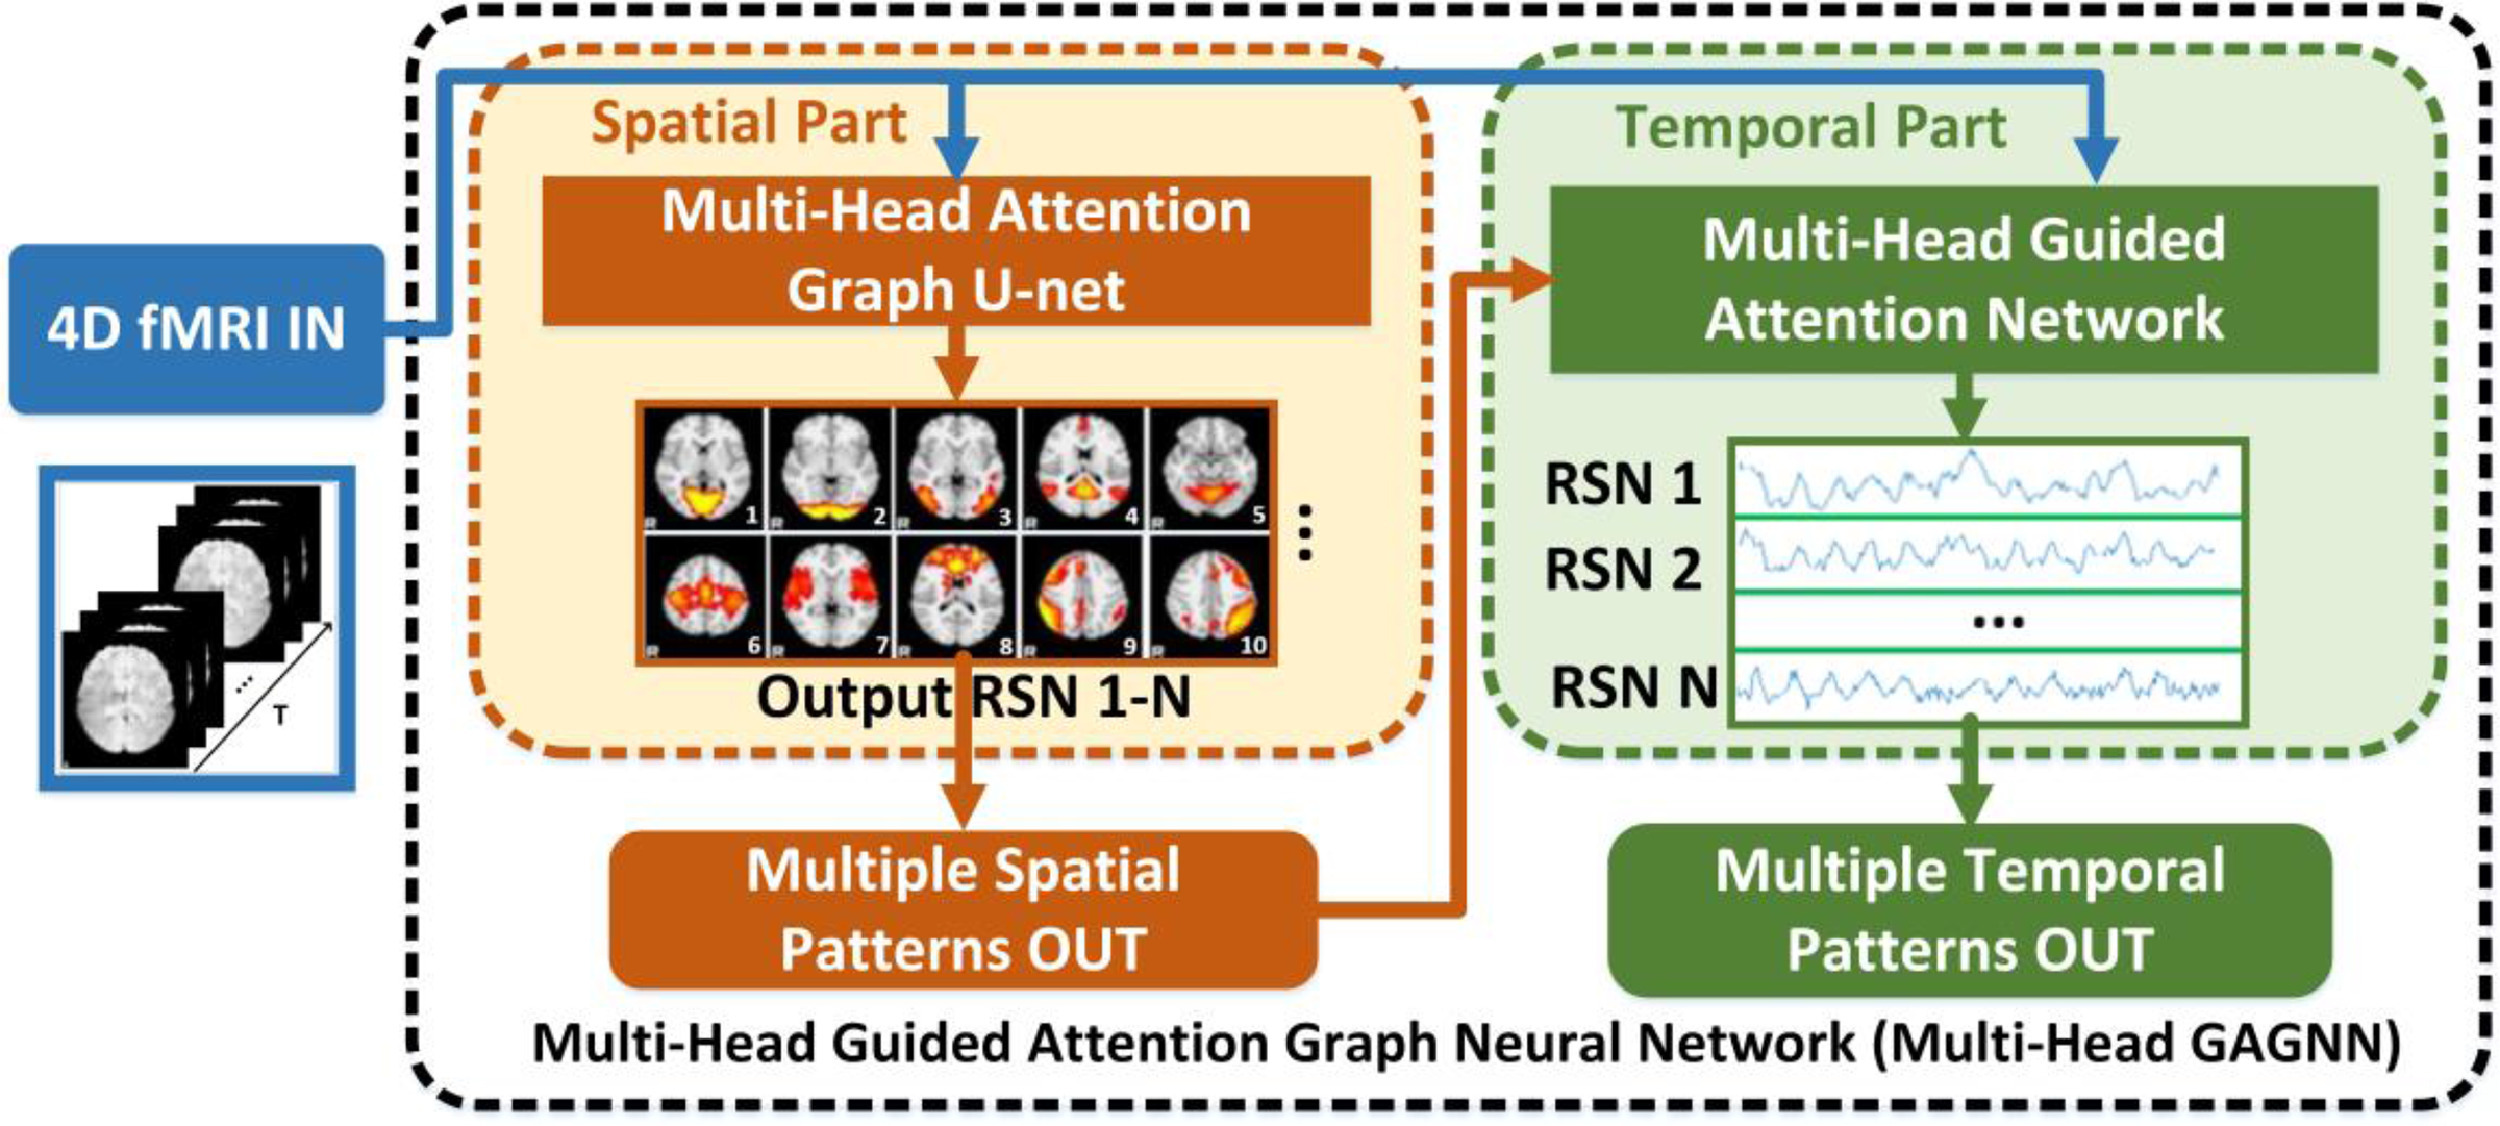 4D fMRI IN
T
Spatial Part
Multi-Head Attention
Graph U-net
R 1 R 2 R 3 R 4 R 5
R 6 R 7 R 8 R 9 R 10
Output RSN 1-N
Multiple Spatial
Patterns OUT
Temporal Part
Multi-Head Guided
Attention Network
RSN 1
RSN 2
...
RSN N
Multiple Temporal
Patterns OUT
Multi-Head Guided Attention Graph Neural Network (Multi-Head GAGNN)